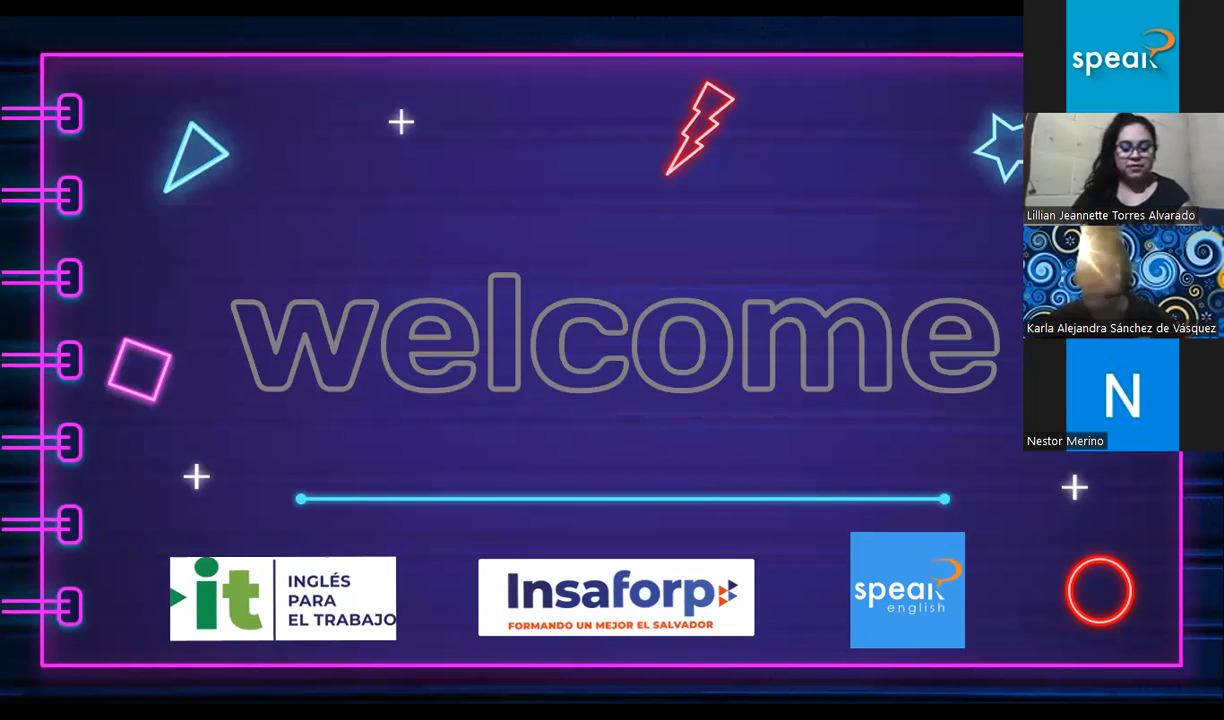 welcome
it
INGLÉS
PARA
EL TRABAJO
Insaforp
FORMANDO UN MEJOR EL SALVADOR
speak
english
speak
Lillian Jeannette Torres Alvarado
Karla Alejandra Sánchez de Vásquez
N
Nestor Merino